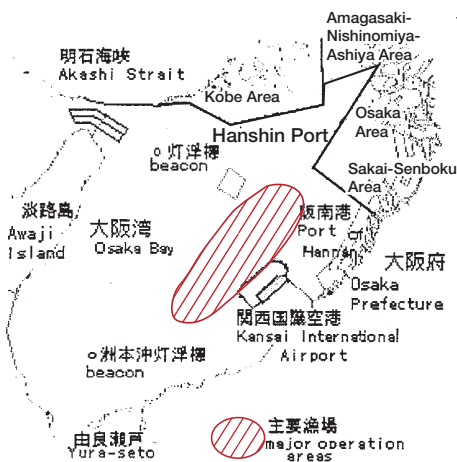 Amagasaki-
Nishinomiya-
Ashiya Area
明石海峡
Akashi Strait
Kobe Area
Hanshin Port
Osaka
Area
灯浮標
beacon
Sakai-Senboku
Area
淡路島
Awaji
Island
大阪湾
Osaka Bay
阪南港
Port
of
Hannan
大阪府
Osaka
Prefecture
関西国際空港
Kansai International
Airport
洲本沖灯浮標
beacon
由良瀬戸
Yura-seto
主要漁場
major operation
areas